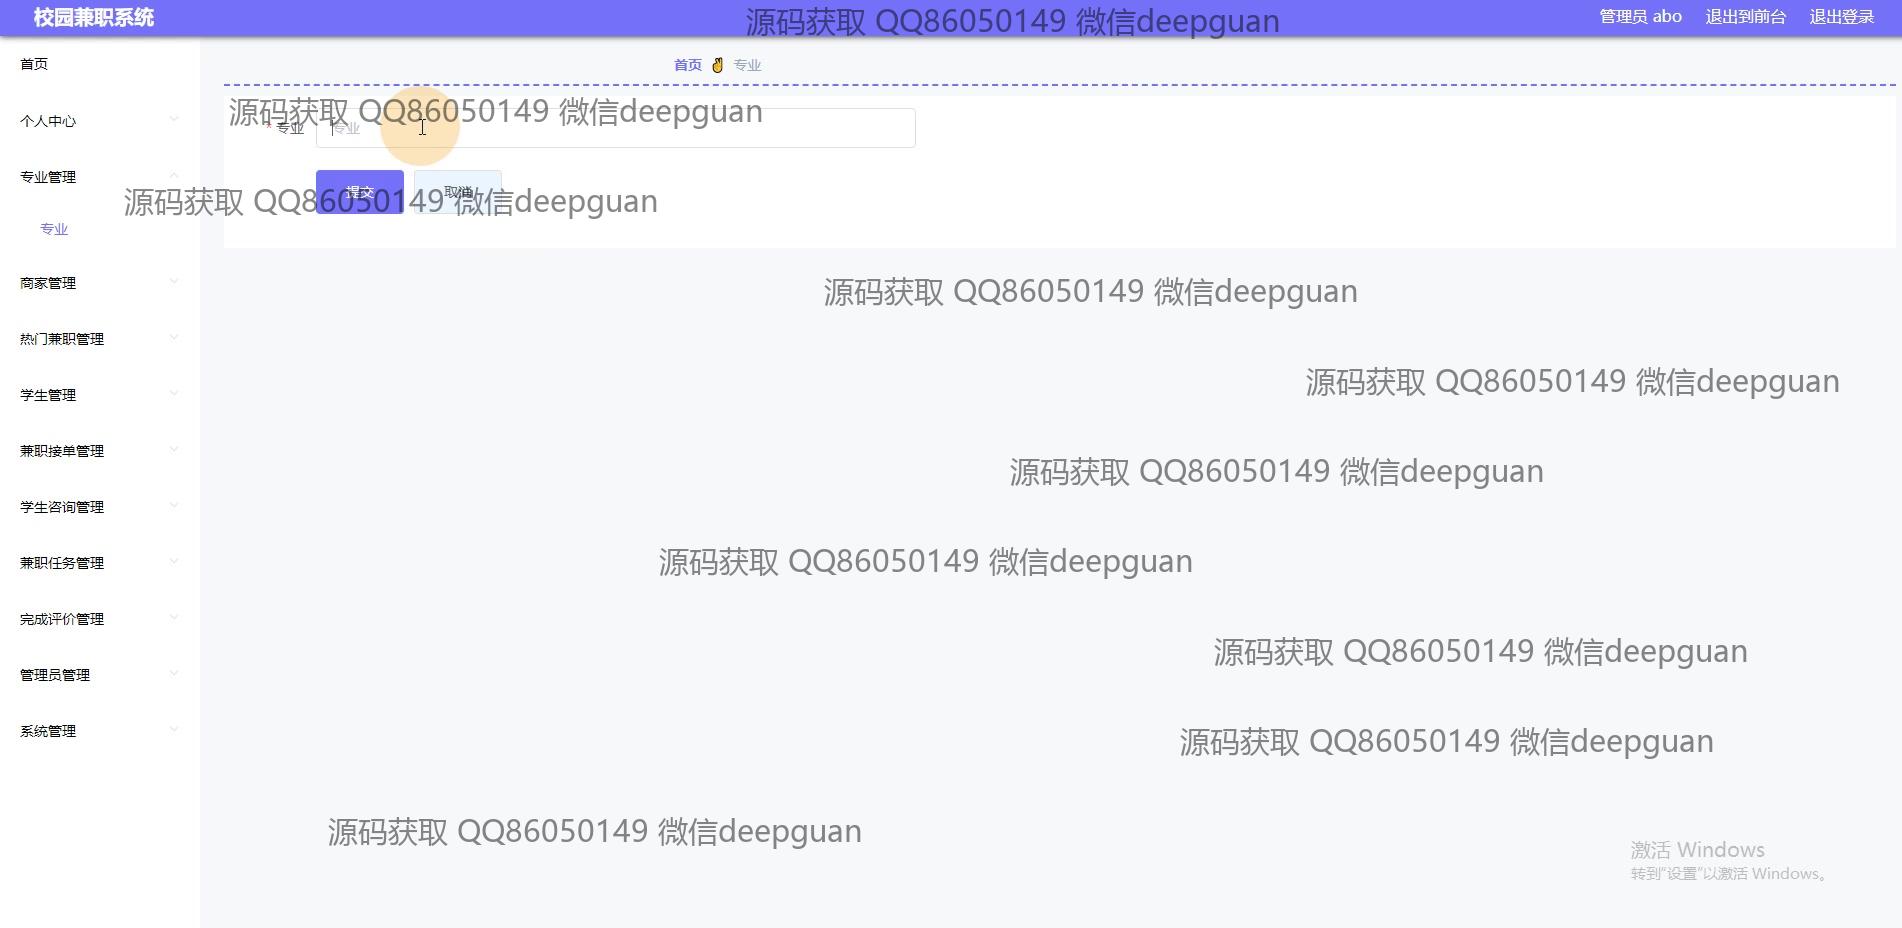 校园兼职系统
源码获取 QQ86050149 微信deepguan
管理员 abo
退出到前台
退出登录
首页
个人中心
专业管理
专业
商家管理
热门兼职管理
学生管理
兼职接单管理
学生咨询管理
兼职任务管理
完成评价管理
管理员管理
系统管理
首页 ✌ 专业
源码获取 QQ86050149 微信deepguan
* 专业
专业
提交
取消
源码获取 QQ86050149 微信deepguan
源码获取 QQ86050149 微信deepguan
源码获取 QQ86050149 微信deepguan
源码获取 QQ86050149 微信deepguan
源码获取 QQ86050149 微信deepguan
源码获取 QQ86050149 微信deepguan
源码获取 QQ86050149 微信deepguan
源码获取 QQ86050149 微信deepguan
激活 Windows
转到“设置”以激活 Windows。